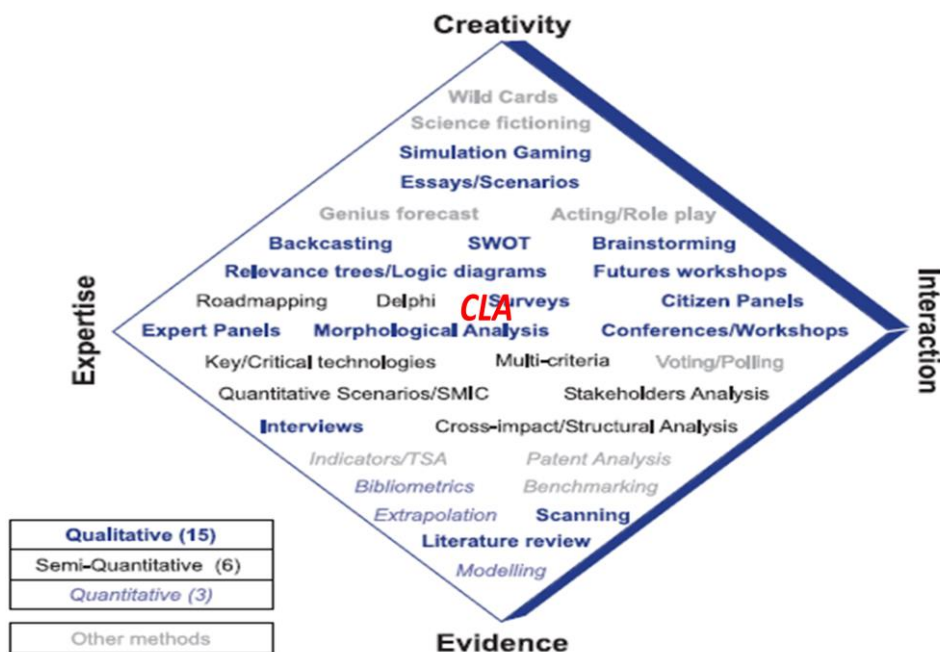 Creativity
Wild Cards
Science fictioning
Simulation Gaming
Essays/Scenarios
Genius forecast Acting/Role play
Backcasting SWOT Brainstorming
Relevance trees/Logic diagrams Futures workshops
Roadmapping Delphi CLA Surveys Citizen Panels
Expert Panels Morphological Analysis Conferences/Workshops
Key/Critical technologies Multi-criteria Voting/Polling
Quantitative Scenarios/SMIC Stakeholders Analysis
Interviews Cross-impact/Structural Analysis
Indicators/TSA Patent Analysis
Bibliometrics Benchmarking
Extrapolation Scanning
Literature review
Modelling
Evidence
Expertise
Interaction
Qualitative (15)
Semi-Quantitative (6)
Quantitative (3)
Other methods